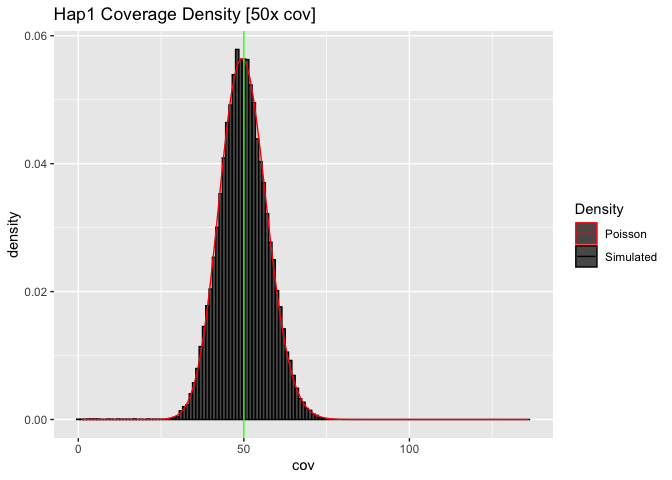 Hap1 Coverage Density [50x cov]
0.06
0.04
0.02
0.00
density
0
50
100
cov
Density
Poisson
Simulated